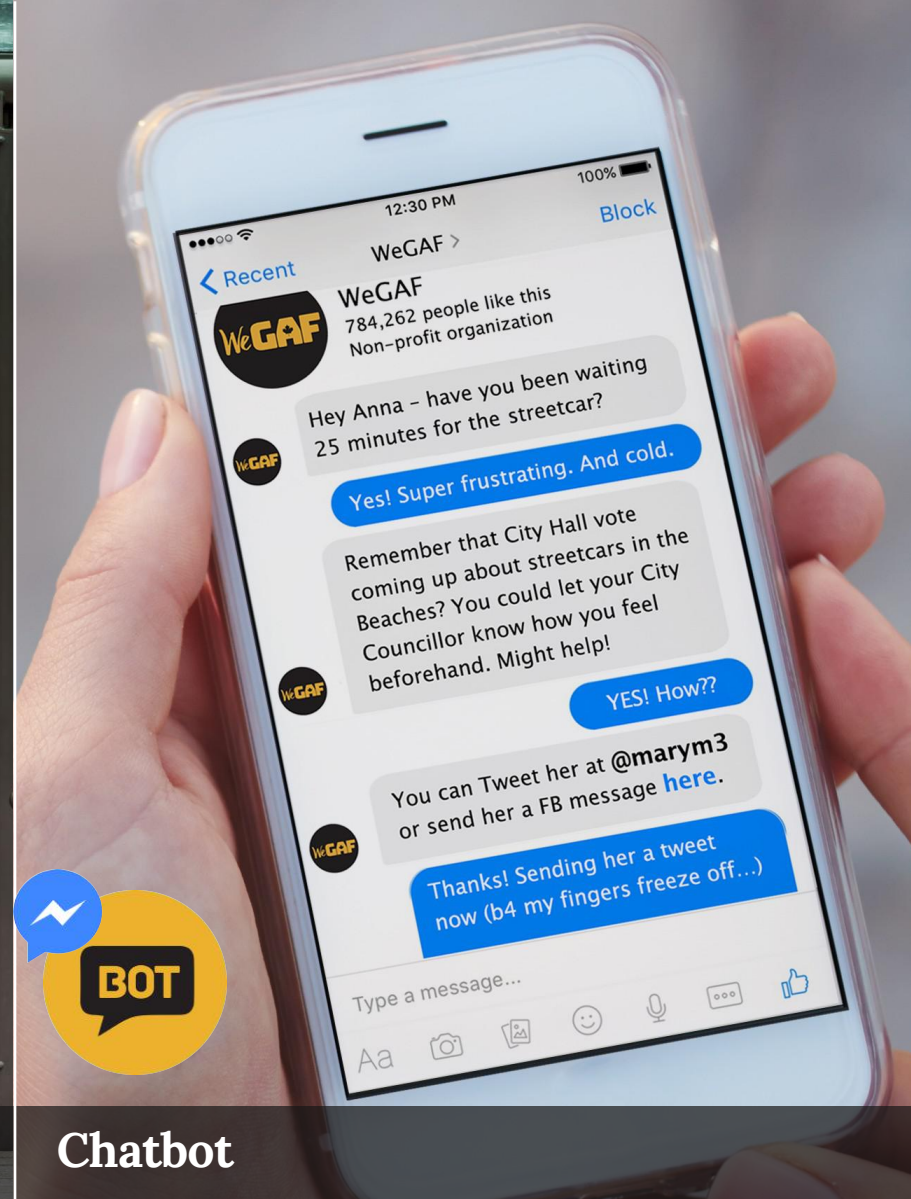 12:30 PM
100%
Recent
WeGAF
Block
WeGAF
WeGAF
784,262 people like this
Non-profit organization
Hey Anna – have you been waiting
25 minutes for the streetcar?
WeGAF
Yes! Super frustrating. And cold.
Remember that City Hall vote
coming up about streetcars in the
Beaches? You could let your City
Councillor know how you feel
beforehand. Might help!
WeGAF
YES! How??
You can Tweet her at @marym3
or send her a FB message here.
WeGAF
Thanks! Sending her a tweet
now (b4 my fingers freeze off...)
Type a message...
Aa
BOT
Chatbot